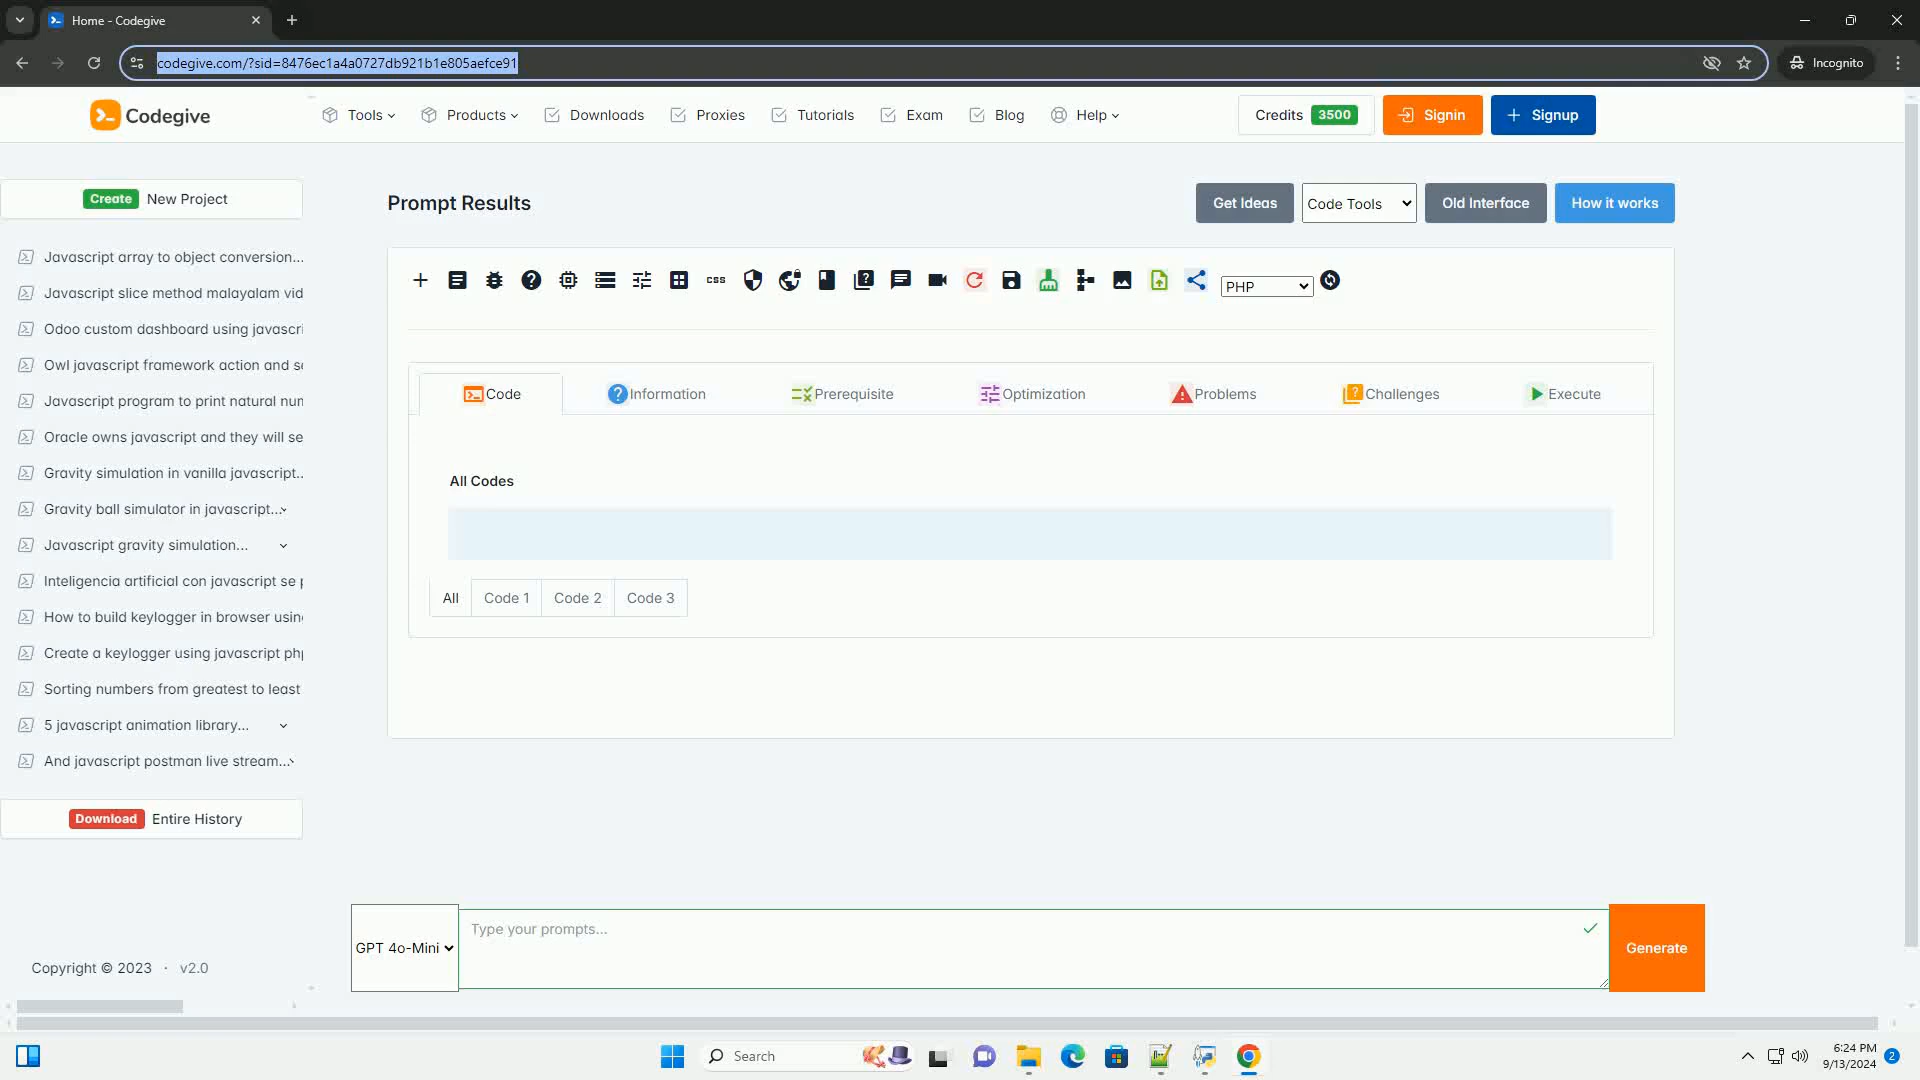 Home - Codegive
codegive.com/?sid=8476ec1a4a0727db921b1e805aefce91
Incognito
Codegive
Tools
Products
Downloads
Proxies
Tutorials
Exam
Blog
Help
Credits 3500
Signin
Signup
Create New Project
Javascript array to object conversion...
Javascript slice method malayalam vid
Odoo custom dashboard using javascri
Owl javascript framework action and se
Javascript program to print natural num
Oracle owns javascript and they will se
Gravity simulation in vanilla javascript...
Gravity ball simulator in javascript...
Javascript gravity simulation...
Inteligencia artificial con javascript se p
How to build keylogger in browser using
Create a keylogger using javascript php
Sorting numbers from greatest to least
5 javascript animation library...
And javascript postman live stream...
Download Entire History
Copyright © 2023 · v2.0
Prompt Results
Get Ideas
Code Tools
Old Interface
How it works
css
PHP
Code
Information
Prerequisite
Optimization
Problems
Challenges
Execute
All Codes
All
Code 1
Code 2
Code 3
GPT 4o-Mini
Type your prompts...
Generate
Search
6:24 PM
9/13/2024
2